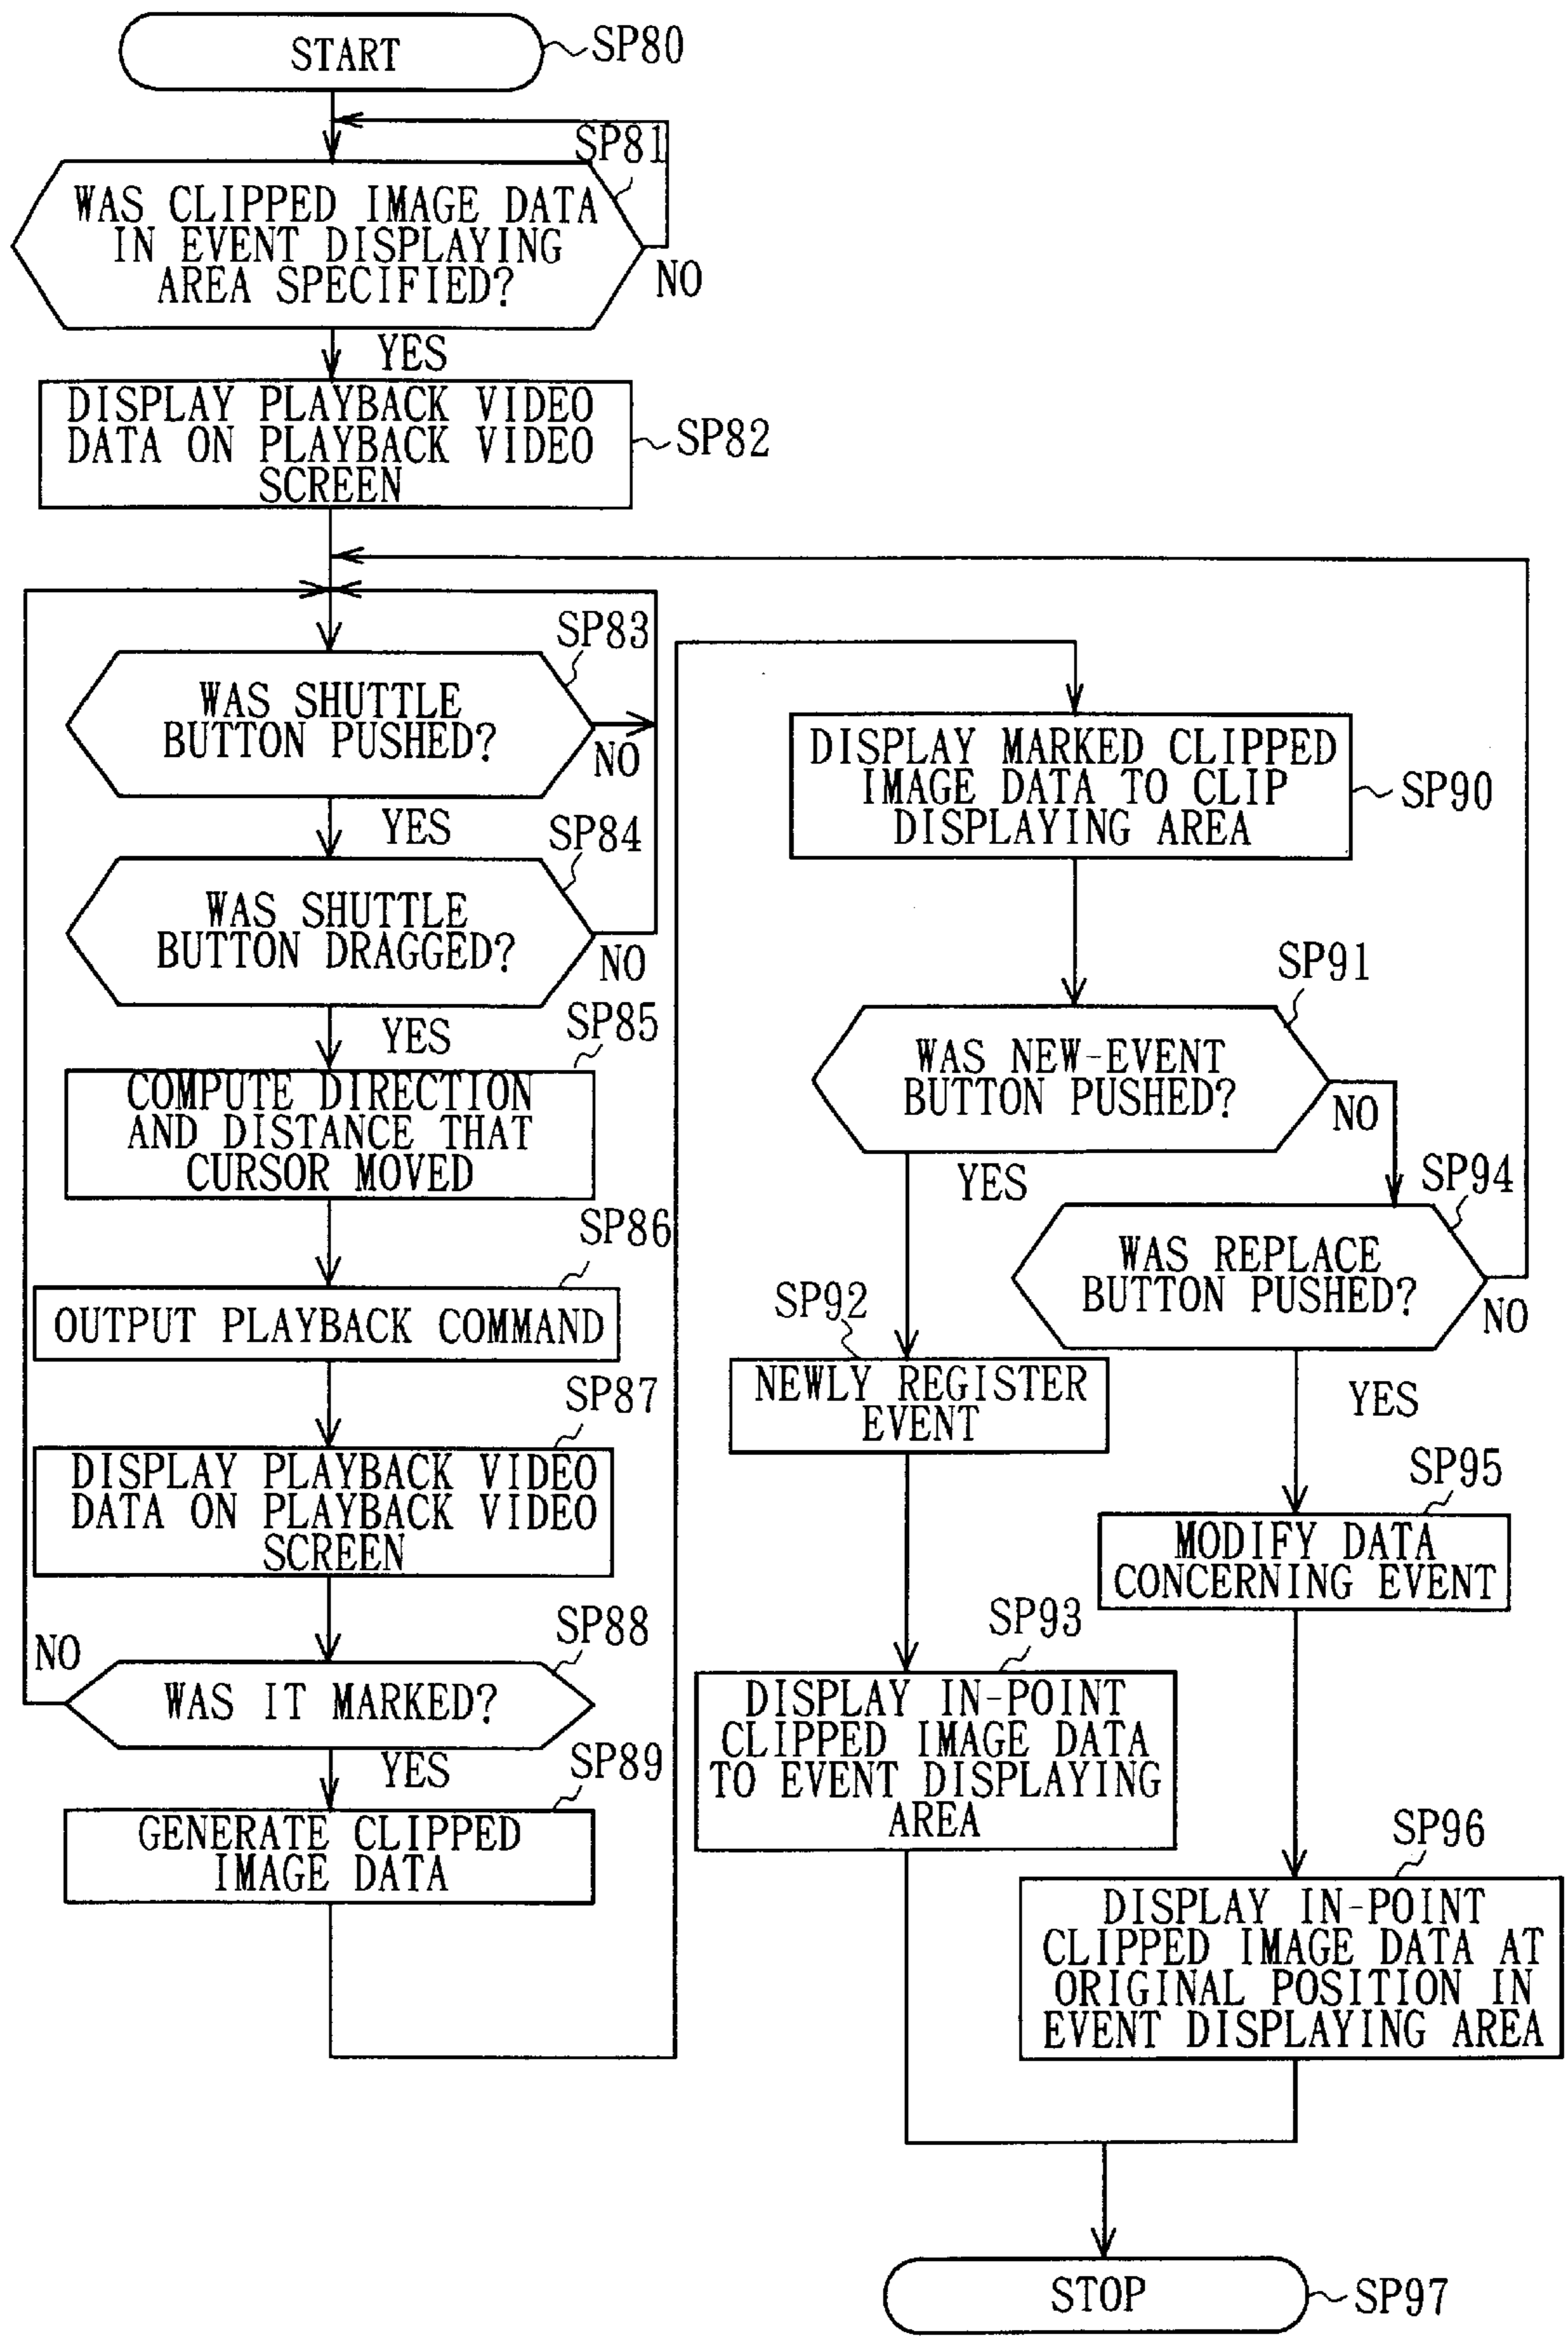 START
SP80
SP81
WAS CLIPPED IMAGE DATA
IN EVENT DISPLAYING
AREA SPECIFIED?
NO
YES
DISPLAY PLAYBACK VIDEO
DATA ON PLAYBACK VIDEO
SCREEN
SP82
SP83
WAS SHUTTLE
BUTTON PUSHED?
NO
YES
SP84
WAS SHUTTLE
BUTTON DRAGGED?
NO
YES
SP85
COMPUTE DIRECTION
AND DISTANCE THAT
CURSOR MOVED
SP86
OUTPUT PLAYBACK COMMAND
SP87
DISPLAY PLAYBACK VIDEO
DATA ON PLAYBACK VIDEO
SCREEN
SP88
NO
WAS IT MARKED?
YES
SP89
GENERATE CLIPPED
IMAGE DATA
DISPLAY MARKED CLIPPED
IMAGE DATA TO CLIP
DISPLAYING AREA
SP90
SP91
WAS NEW-EVENT
BUTTON PUSHED?
NO
YES
SP94
WAS REPLACE
BUTTON PUSHED?
NO
SP92
NEWLY REGISTER
EVENT
YES
SP95
MODIFY DATA
CONCERNING EVENT
SP93
DISPLAY IN-POINT
CLIPPED IMAGE DATA
TO EVENT DISPLAYING
AREA
SP96
DISPLAY IN-POINT
CLIPPED IMAGE DATA AT
ORIGINAL POSITION IN
EVENT DISPLAYING AREA
STOP
SP97